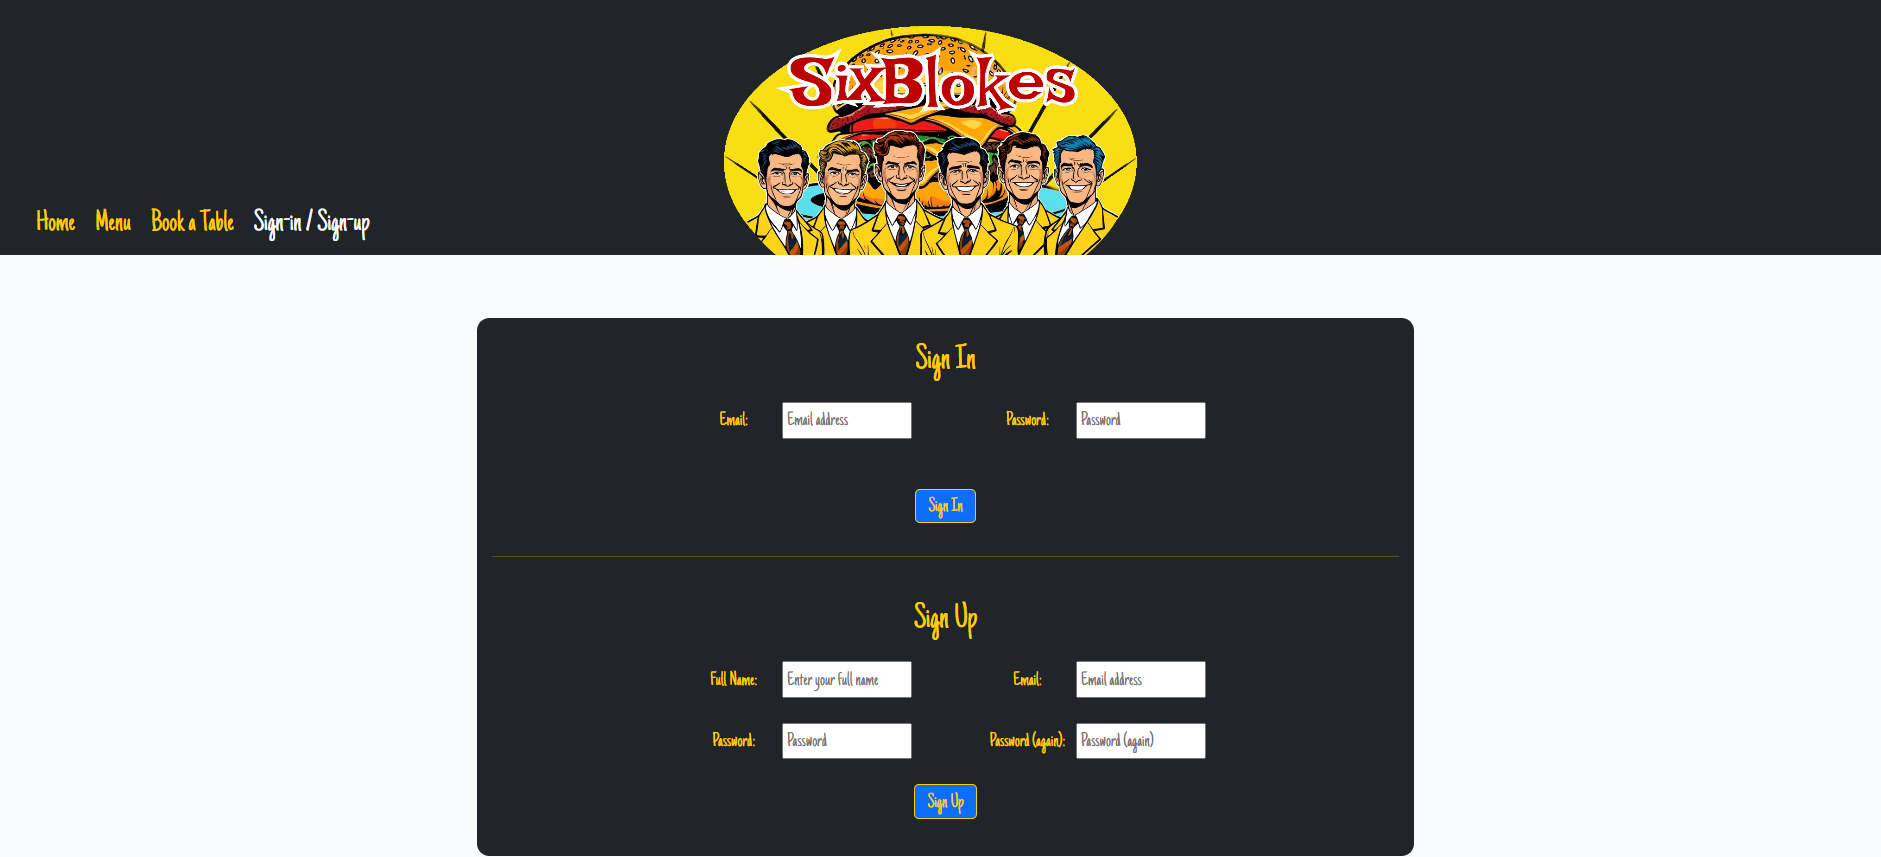 SixBlokes
Home Menu Book a Table Sign-in / Sign-up
Sign In
Email: Email address Password: Password
Sign In
Sign Up
Full Name: Enter your full name Email: Email address
Password: Password Password (again): Password (again)
Sign Up